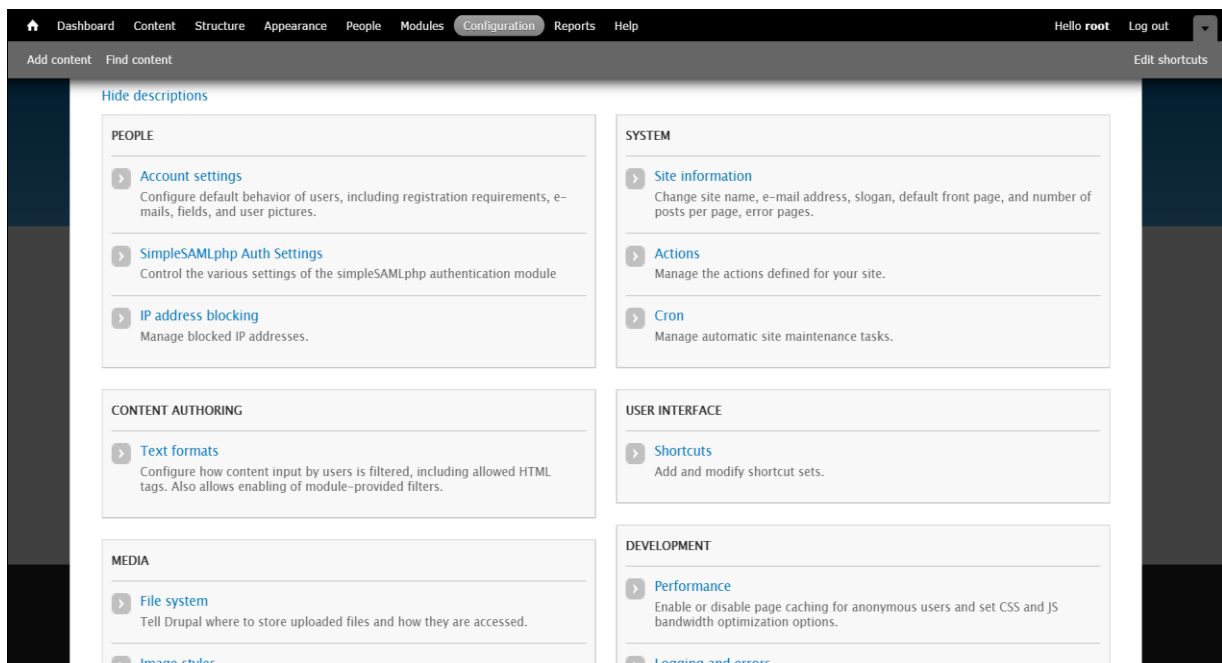 Dashboard Content Structure Appearance People Modules Configuration Reports Help Hello root Log out
Add content Find content Edit shortcuts
Hide descriptions
PEOPLE
Account settings
Configure default behavior of users, including registration requirements, e-
mails, fields, and user pictures.
SimpleSAMLphp Auth Settings
Control the various settings of the simpleSAMLphp authentication module
IP address blocking
Manage blocked IP addresses.
CONTENT AUTHORING
Text formats
Configure how content input by users is filtered, including allowed HTML
tags. Also allows enabling of module-provided filters.
MEDIA
File system
Tell Drupal where to store uploaded files and how they are accessed.
Image styles
SYSTEM
Site information
Change site name, e-mail address, slogan, default front page, and number of
posts per page, error pages.
Actions
Manage the actions defined for your site.
Cron
Manage automatic site maintenance tasks.
USER INTERFACE
Shortcuts
Add and modify shortcut sets.
DEVELOPMENT
Performance
Enable or disable page caching for anonymous users and set CSS and JS
bandwidth optimization options.
Logging and errors